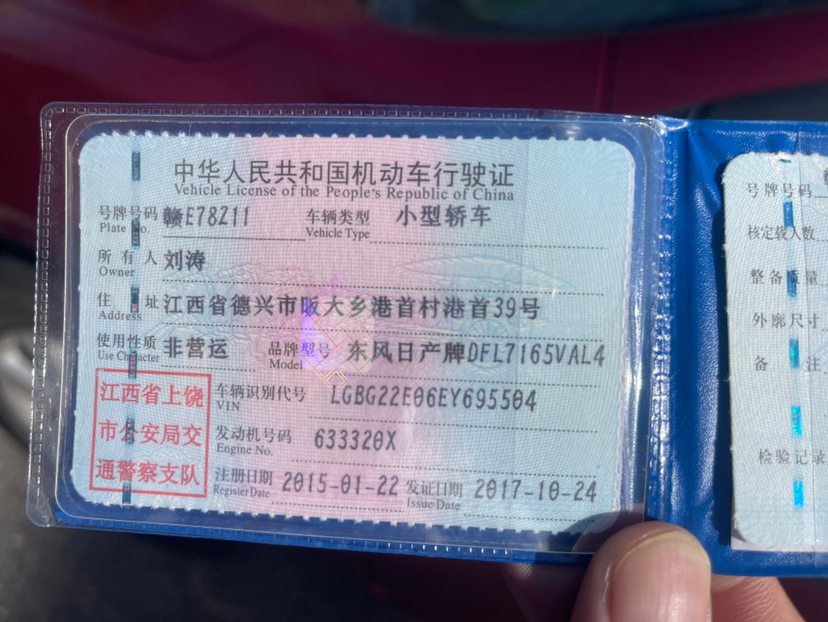 中华人民共和国机动车行驶证
Vehicle License of the People's Republic of China
号牌号码 赣E78Z11 车辆类型 小型轿车
Plate No. Vehicle Type
所有人 刘涛
Owner
住址 江西省德兴市畈大乡港首村港首39号
Address
使用性质 非营运 品牌型号 东风日产牌DFL7165VAL4
Use Character Model
江西省上饶
市公安局交
通警察支队
车辆识别代号 LGBG22E06EY695504
VIN
发动机号码 633320X
Engine No.
注册日期 2015-01-22 发证日期 2017-10-24
Register Date Issue Date
号牌号码
核定载人数
整备质量
外廓尺寸
备注
检验记录